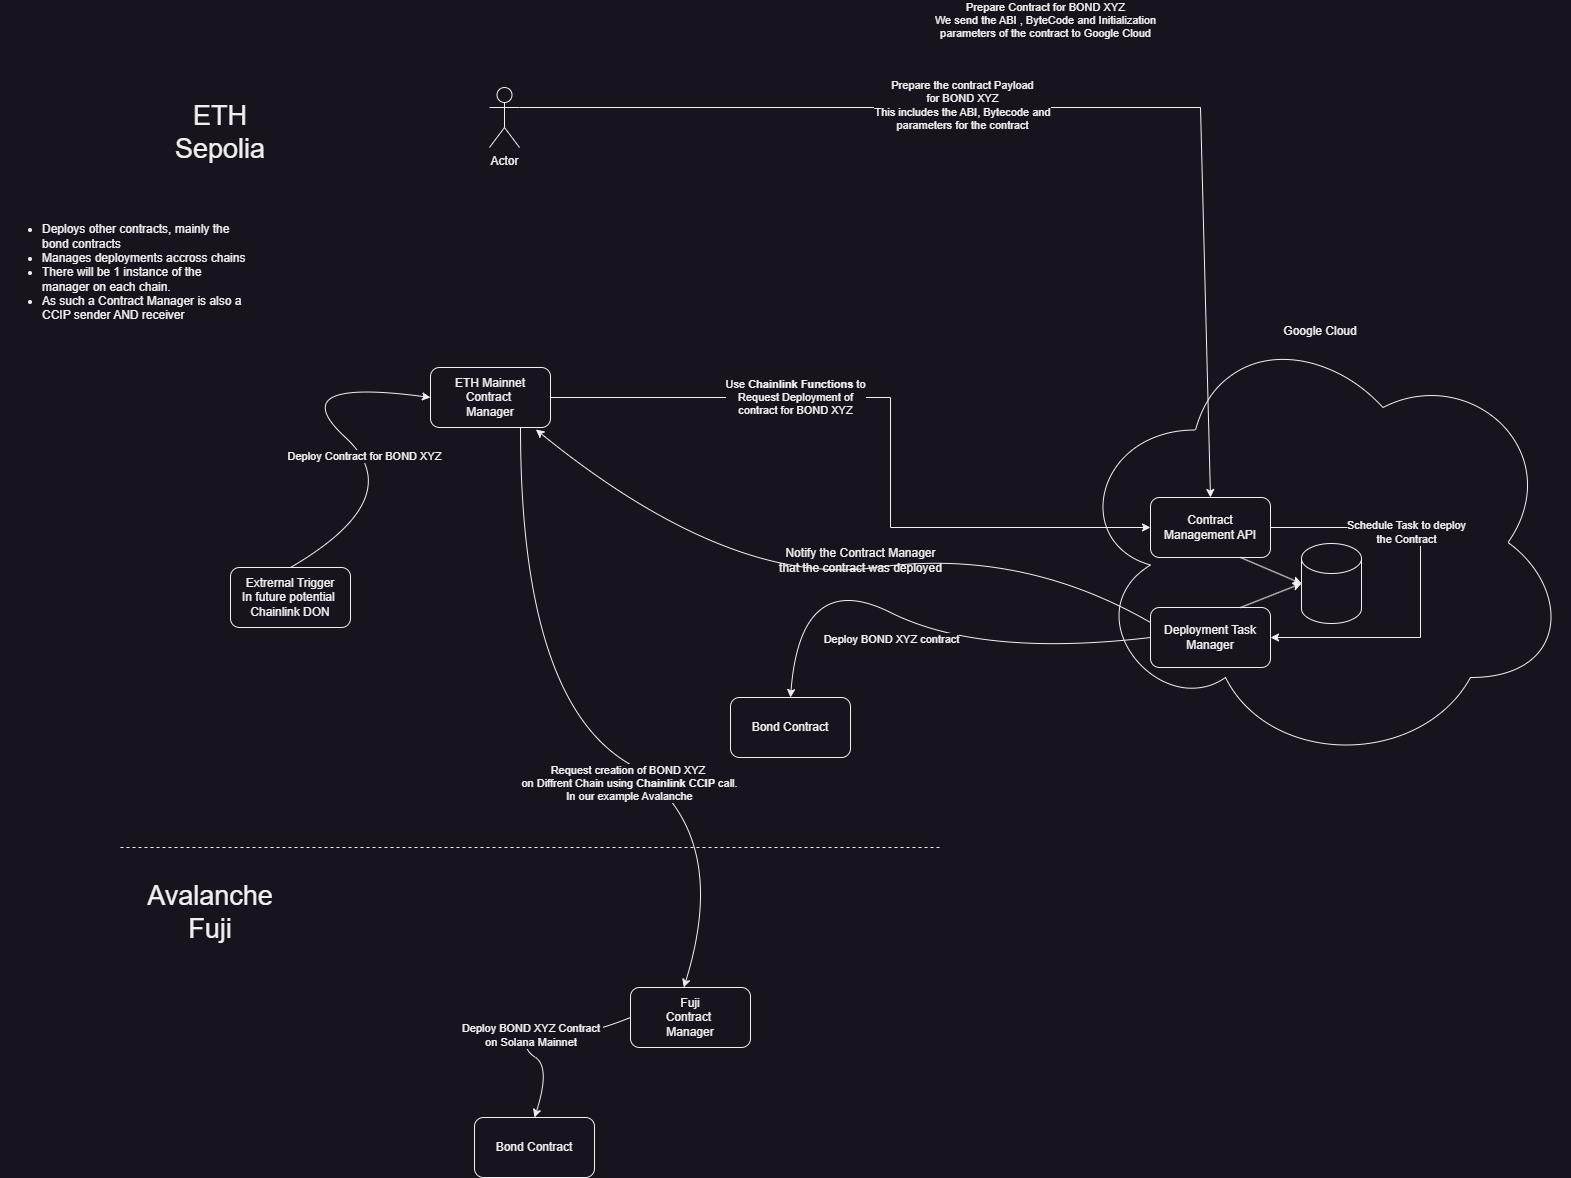 Prepare Contract for BOND XYZ
We send the ABI , ByteCode and Initialization
parameters of the contract to Google Cloud
Prepare the contract Payload
for BOND XYZ
This includes the ABI, Bytecode and
parameters for the contract
ETH
Sepolia
Actor
• Deploys other contracts, mainly the
bond contracts
• Manages deployments accross chains
• There will be 1 instance of the
manager on each chain.
• As such a Contract Manager is also a
CCIP sender AND receiver
Google Cloud
ETH Mainnet
Contract
Manager
Use Chainlink Functions to
Request Deployment of
contract for BOND XYZ
Deploy Contract for BOND XYZ
Contract
Management API
Schedule Task to deploy
the Contract
Notify the Contract Manager
that the contract was deployed
Extrernal Trigger
In future potential
Chainlink DON
Deployment Task
Manager
Deploy BOND XYZ contract
Bond Contract
Request creation of BOND XYZ
on Diffrent Chain using Chainlink CCIP call.
In our example Avalanche
Avalanche
Fuji
Fuji
Contract
Manager
Deploy BOND XYZ Contract
on Solana Mainnet
Bond Contract